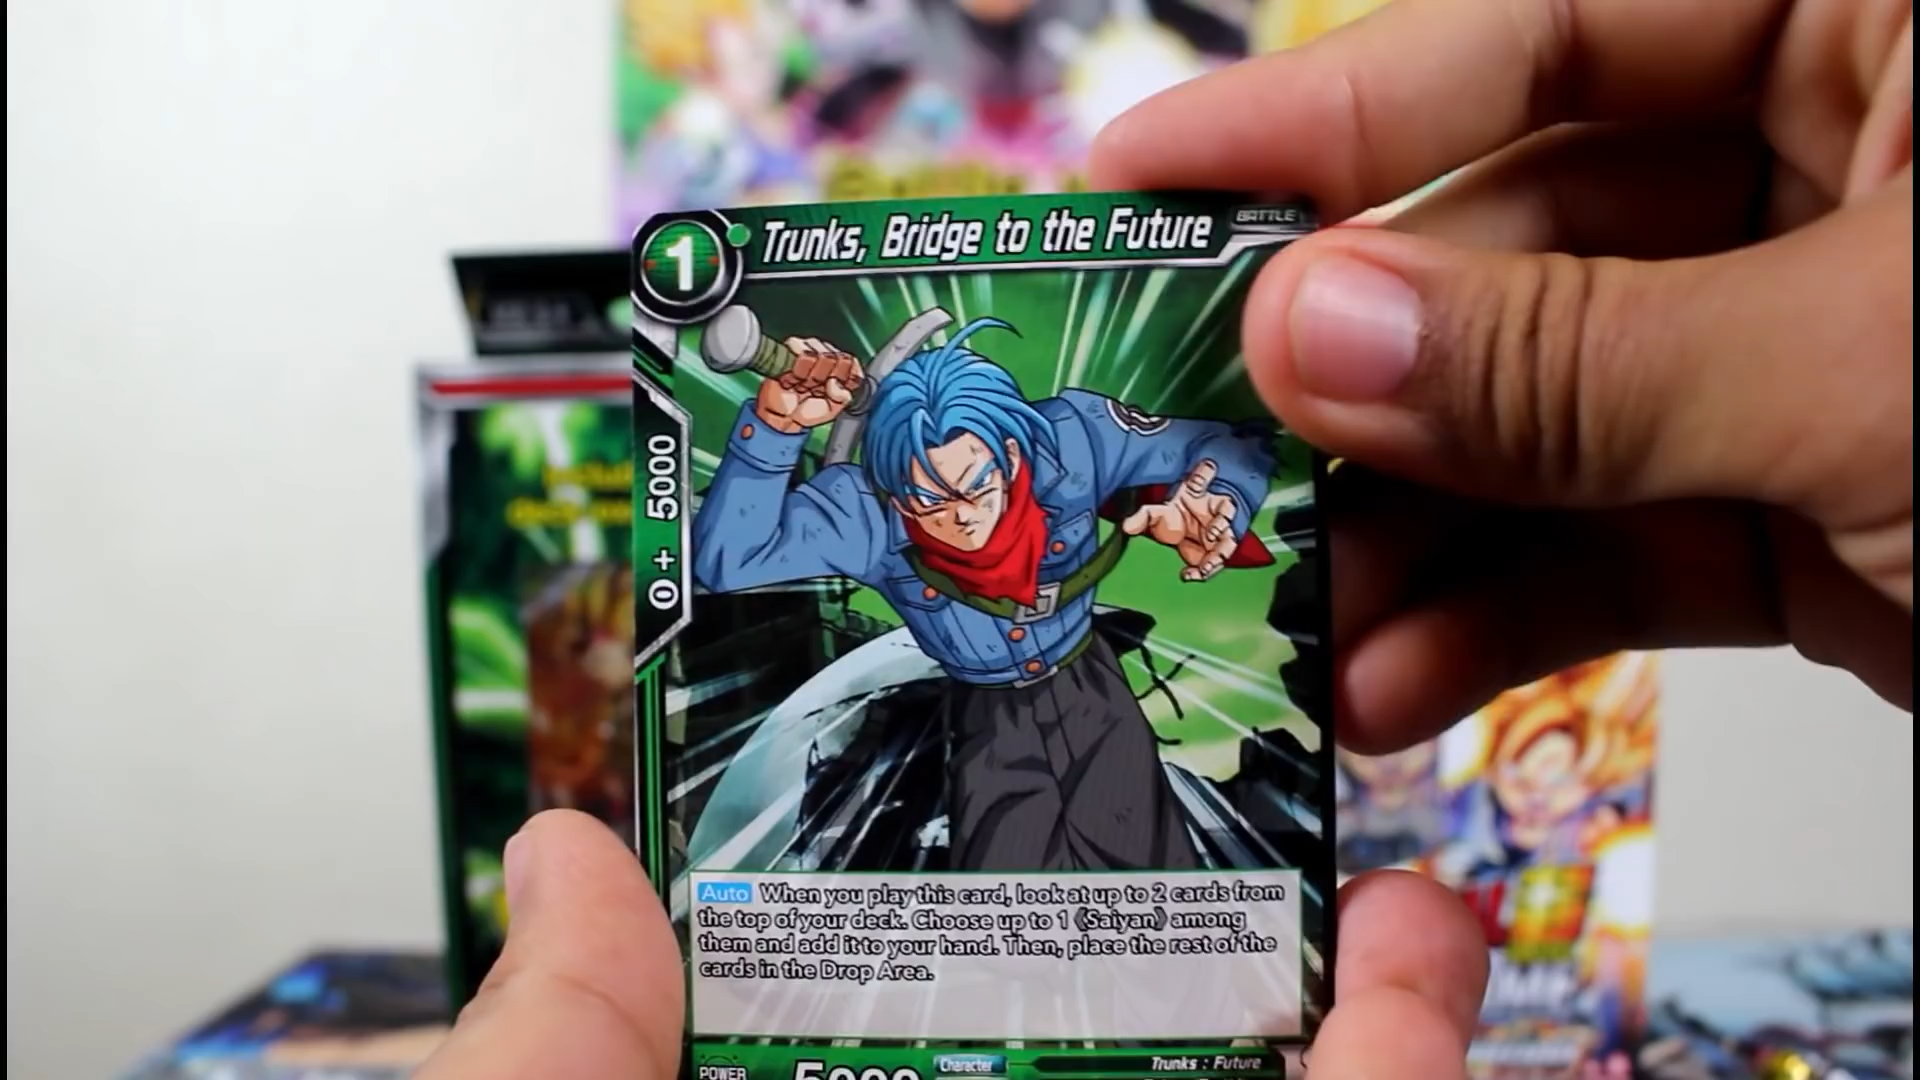 1
Trunks, Bridge to the Future
BATTLE
0 + 5000
Auto When you play this card, look at up to 2 cards from
the top of your deck. Choose up to 1 《Saiyan》 among
them and add it to your hand. Then, place the rest of the
cards in the Drop Area.
POWER
5000
Character
Trunks : Future